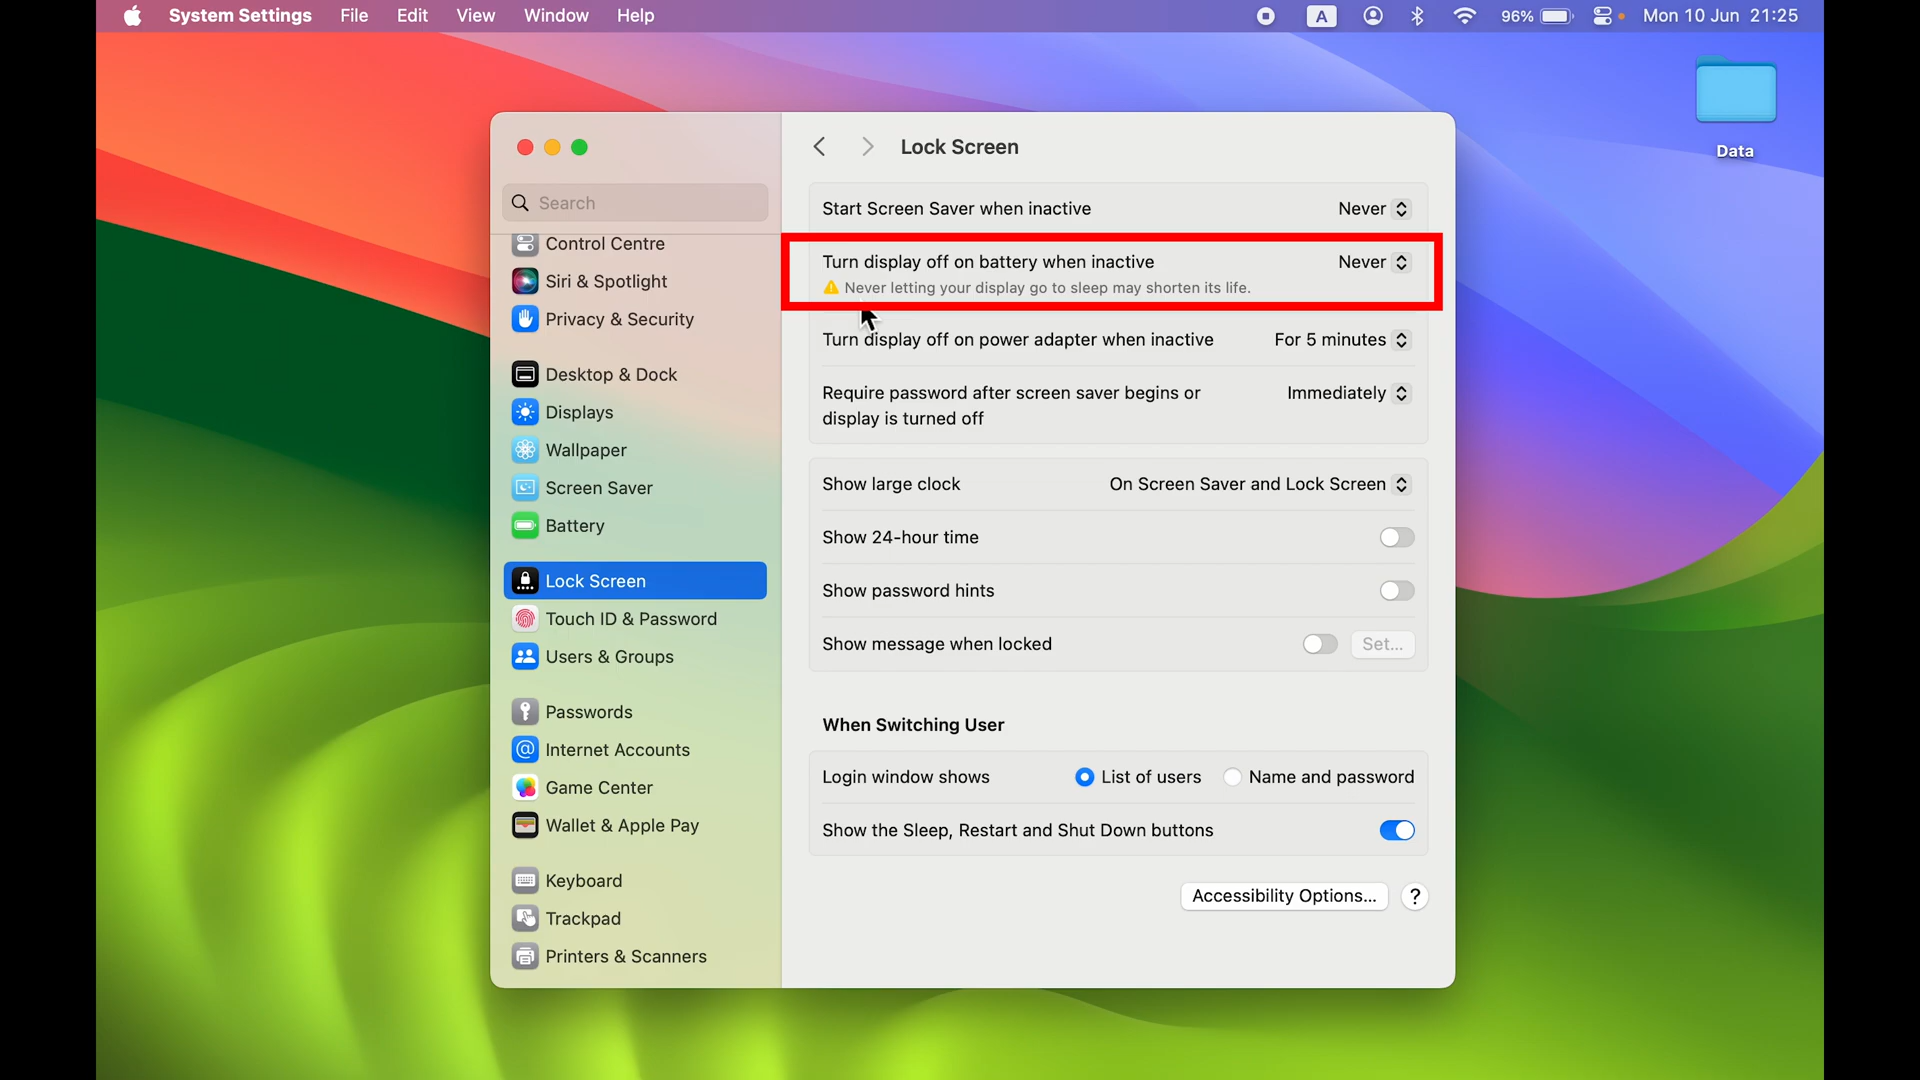 System Settings File Edit View Window Help A 96% Mon 10 Jun 21:25
Data
Lock Screen
Search
Control Centre
Siri & Spotlight
Privacy & Security
Desktop & Dock
Displays
Wallpaper
Screen Saver
Battery
Lock Screen
Touch ID & Password
Users & Groups
Passwords
Internet Accounts
Game Center
Wallet & Apple Pay
Keyboard
Trackpad
Printers & Scanners
Start Screen Saver when inactive Never
Turn display off on battery when inactive Never
Never letting your display go to sleep may shorten its life.
Turn display off on power adapter when inactive For 5 minutes
Require password after screen saver begins or Immediately
display is turned off
Show large clock On Screen Saver and Lock Screen
Show 24-hour time
Show password hints
Show message when locked Set...
When Switching User
Login window shows List of users Name and password
Show the Sleep, Restart and Shut Down buttons
Accessibility Options... ?